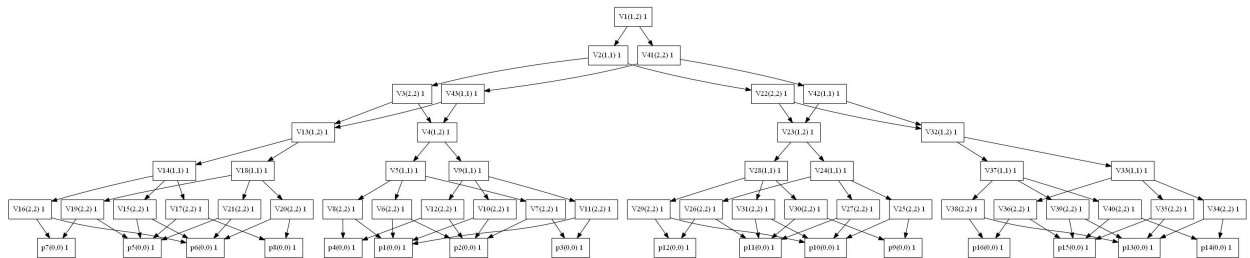 V1(1,2) 1
V2(1,1) 1
V41(2,2) 1
V3(2,2) 1
V43(1,1) 1
V22(2,2) 1
V42(1,1) 1
V13(1,2) 1
V4(1,2) 1
V23(1,2) 1
V32(1,2) 1
V14(1,1) 1
V18(1,1) 1
V5(1,1) 1
V9(1,1) 1
V28(1,1) 1
V24(1,1) 1
V37(1,1) 1
V33(1,1) 1
V16(2,2) 1
V19(2,2) 1
V15(2,2) 1
V17(2,2) 1
V21(2,2) 1
V20(2,2) 1
V8(2,2) 1
V6(2,2) 1
V12(2,2) 1
V10(2,2) 1
V7(2,2) 1
V11(2,2) 1
V29(2,2) 1
V26(2,2) 1
V31(2,2) 1
V30(2,2) 1
V27(2,2) 1
V25(2,2) 1
V38(2,2) 1
V36(2,2) 1
V39(2,2) 1
V40(2,2) 1
V35(2,2) 1
V34(2,2) 1
p7(0,0) 1
p5(0,0) 1
p6(0,0) 1
p8(0,0) 1
p4(0,0) 1
p1(0,0) 1
p2(0,0) 1
p3(0,0) 1
p12(0,0) 1
p11(0,0) 1
p10(0,0) 1
p9(0,0) 1
p16(0,0) 1
p15(0,0) 1
p13(0,0) 1
p14(0,0) 1